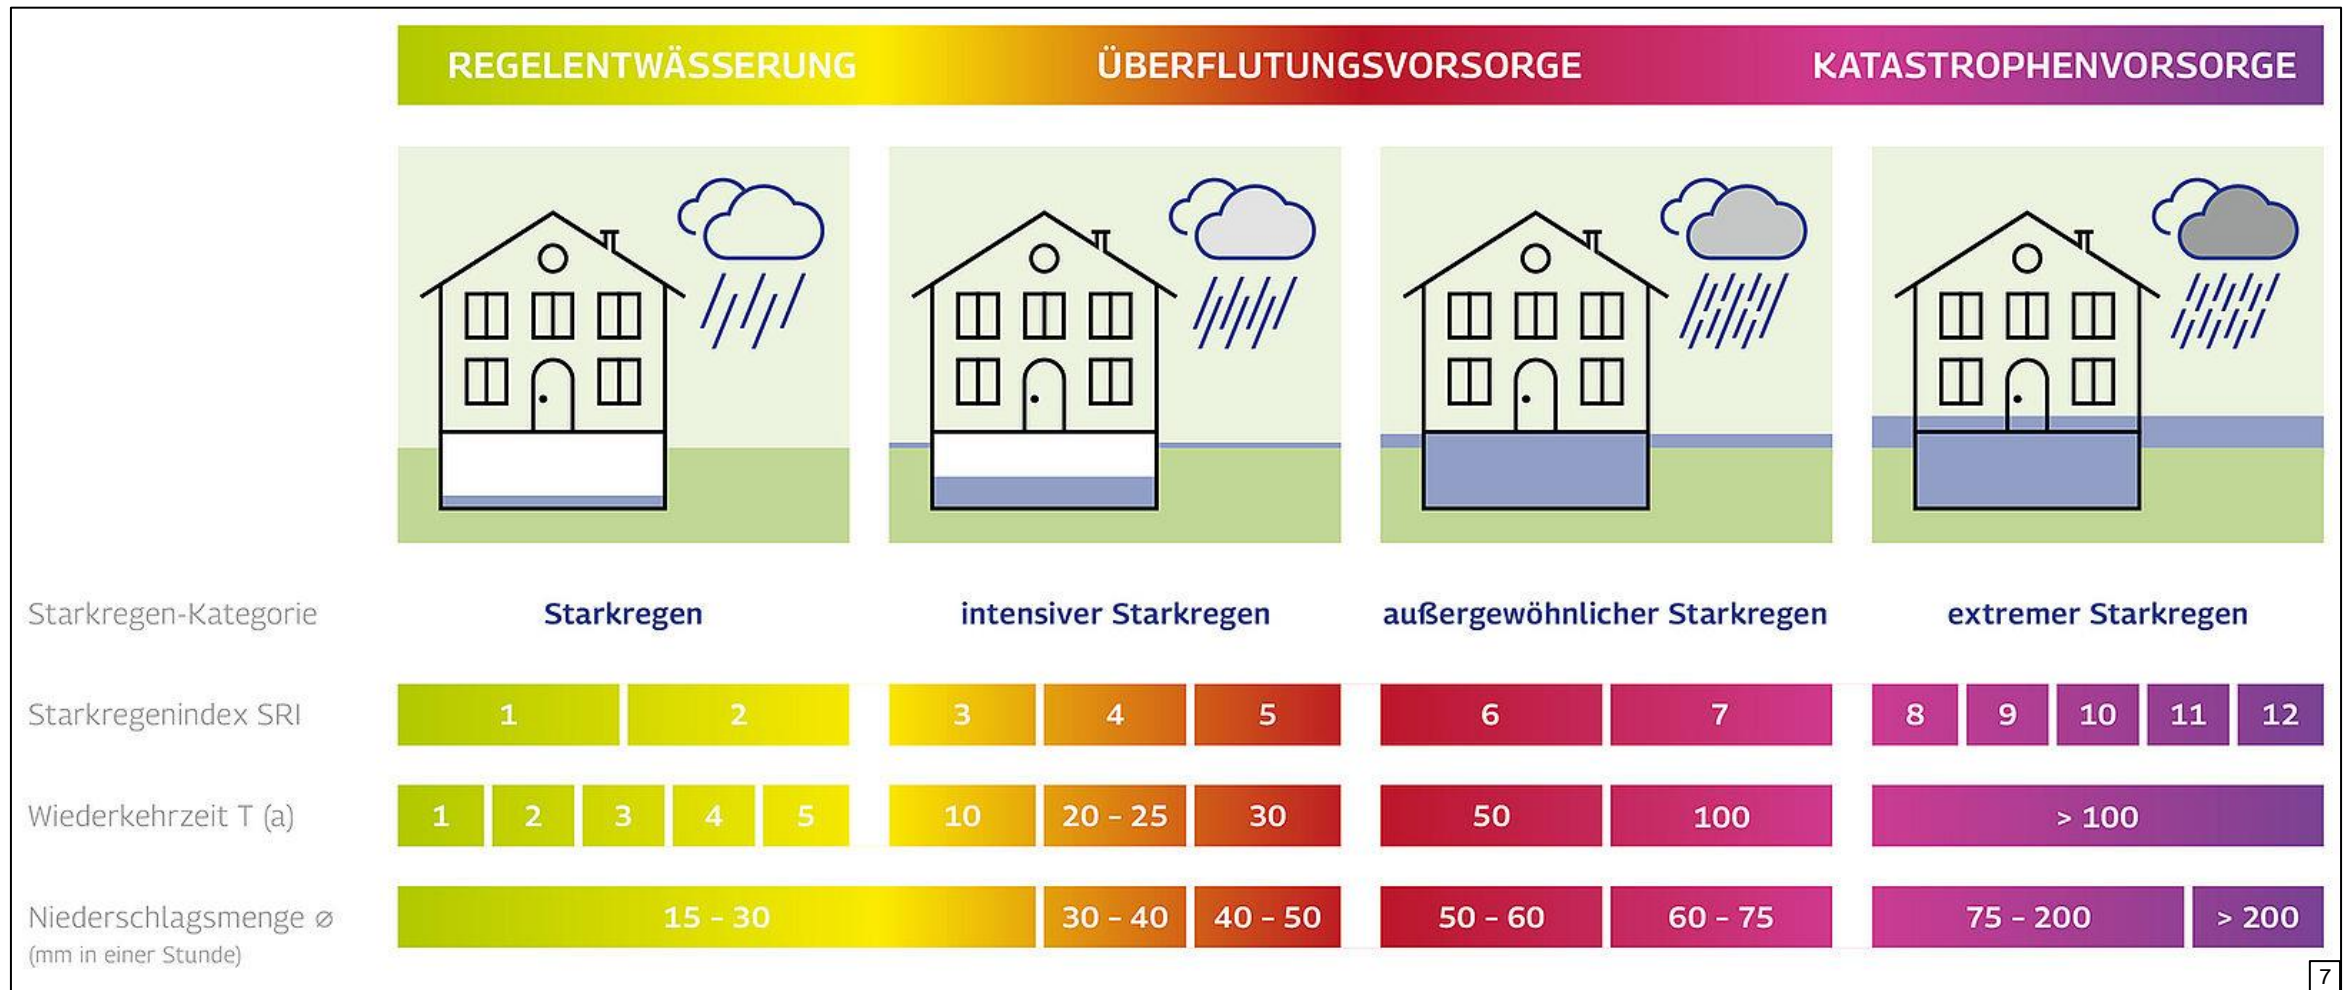 REGELENTWÄSSERUNG ÜBERFLUTUNGSVORSORGE KATASTROPHENVORSORGE
Starkregen-Kategorie Starkregen intensiver Starkregen außergewöhnlicher Starkregen extremer Starkregen
Starkregenindex SRI 1 2 3 4 5 6 7 8 9 10 11 12
Wiederkehrzeit T (a) 1 2 3 4 5 10 20 – 25 30 50 100 > 100
Niederschlagsmenge ⌀ 15 – 30 30 – 40 40 – 50 50 – 60 60 – 75 75 – 200 > 200
(mm in einer Stunde)
7